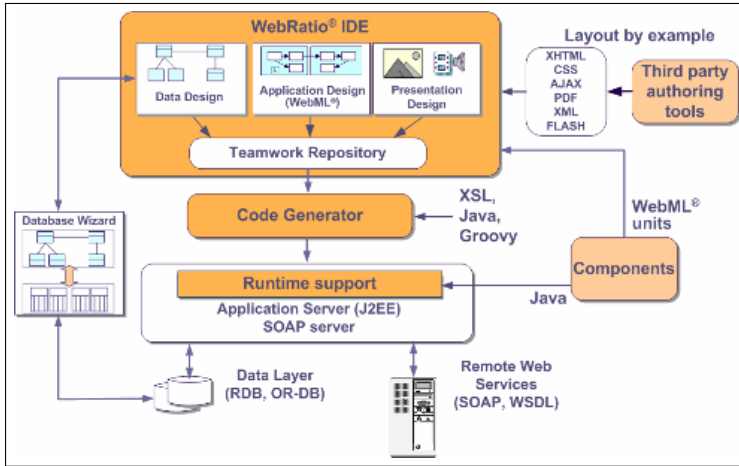 WebRatio® IDE
Data Design
Application Design
(WebML®)
Presentation
Design
Teamwork Repository
Layout by example
XHTML
CSS
AJAX
PDF
XML
FLASH
Third party
authoring
tools
Code Generator
XSL,
Java,
Groovy
WebML®
units
Database Wizard
Components
Runtime support
Java
Application Server (J2EE)
SOAP server
Data Layer
(RDB, OR-DB)
Remote Web
Services
(SOAP, WSDL)